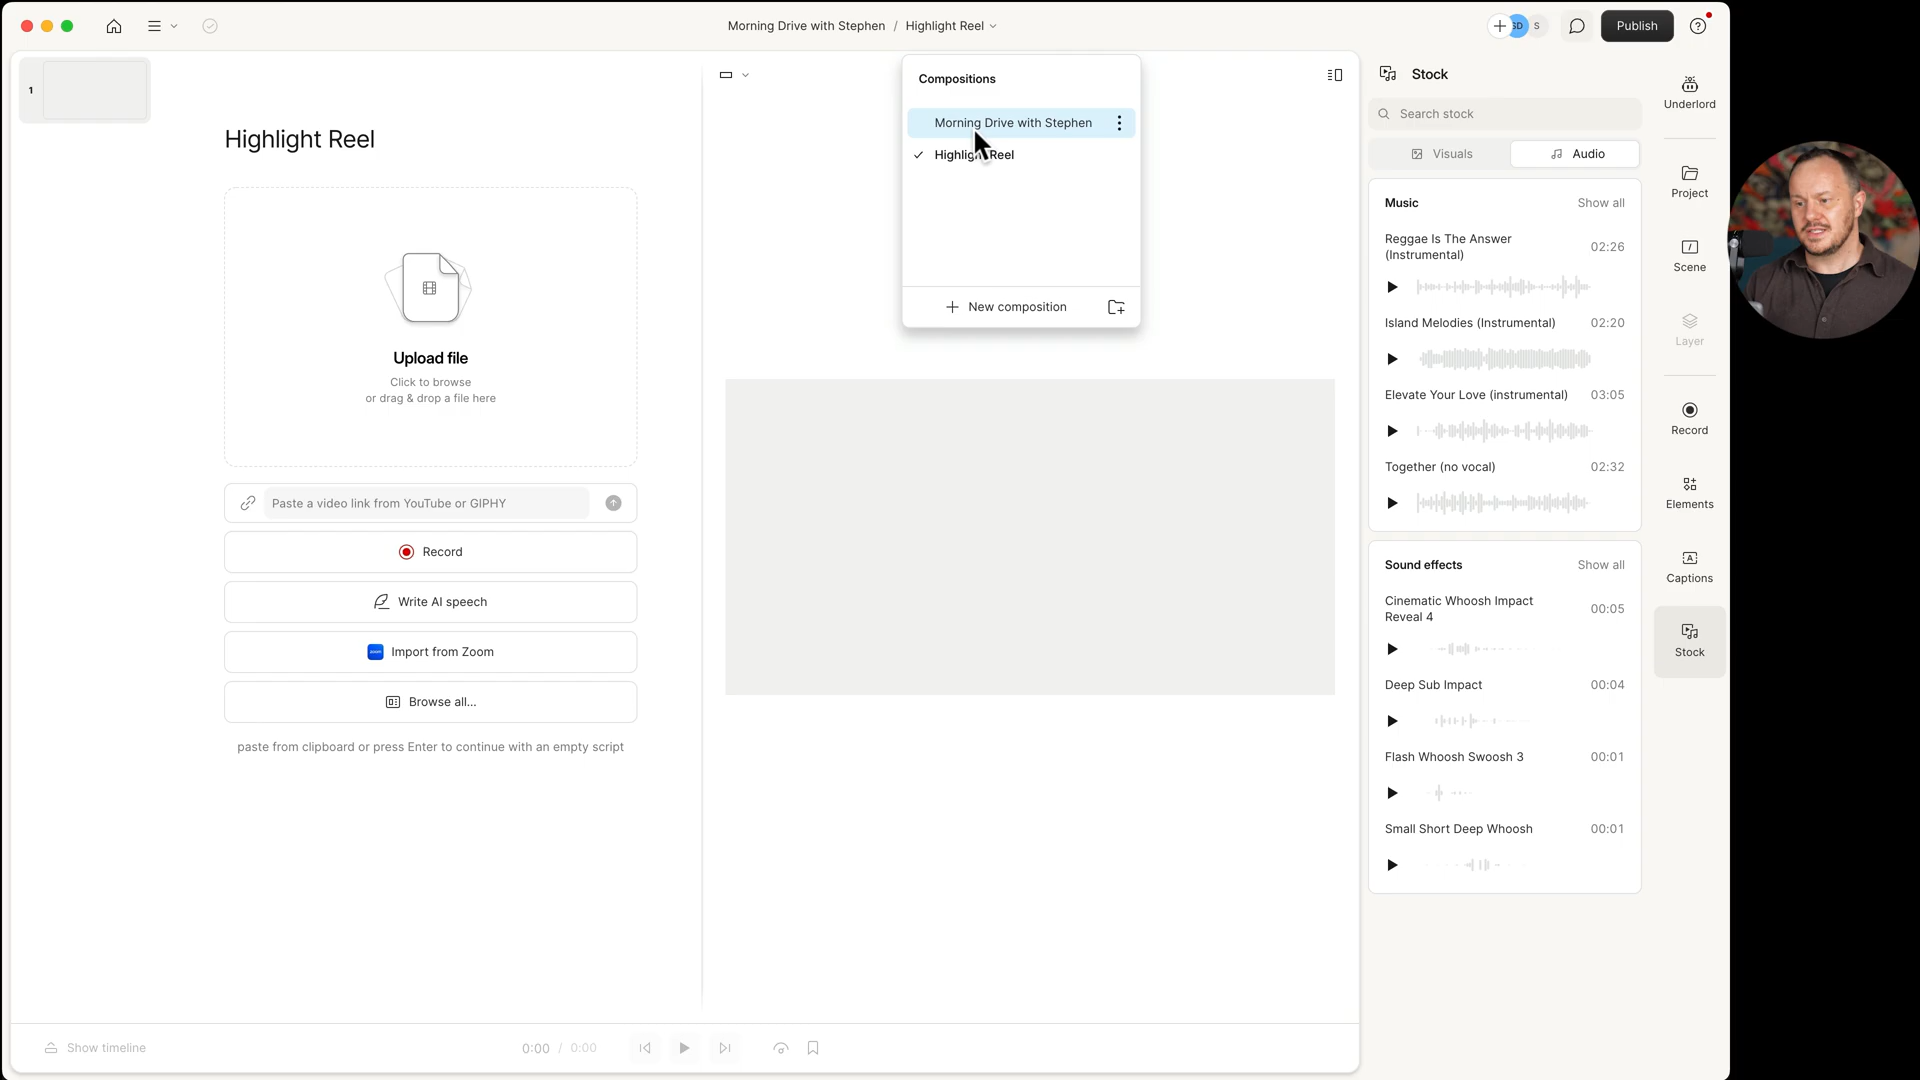 Morning Drive with Stephen / Highlight Reel
SD
S
Publish
1
Highlight Reel
Upload file
Click to browse
or drag & drop a file here
Paste a video link from YouTube or GIPHY
Record
Write AI speech
zoom
Import from Zoom
Browse all...
paste from clipboard or press Enter to continue with an empty script
Compositions
Morning Drive with Stephen
Highlight Reel
New composition
Show timeline
0:00 / 0:00
Stock
Search stock
Visuals
Audio
Music
Show all
Reggae Is The Answer
(Instrumental)
02:26
Island Melodies (Instrumental)
02:20
Elevate Your Love (instrumental)
03:05
Together (no vocal)
02:32
Sound effects
Show all
Cinematic Whoosh Impact
Reveal 4
00:05
Deep Sub Impact
00:04
Flash Whoosh Swoosh 3
00:01
Small Short Deep Whoosh
00:01
Underlord
Project
Scene
Layer
Record
Elements
Captions
Stock